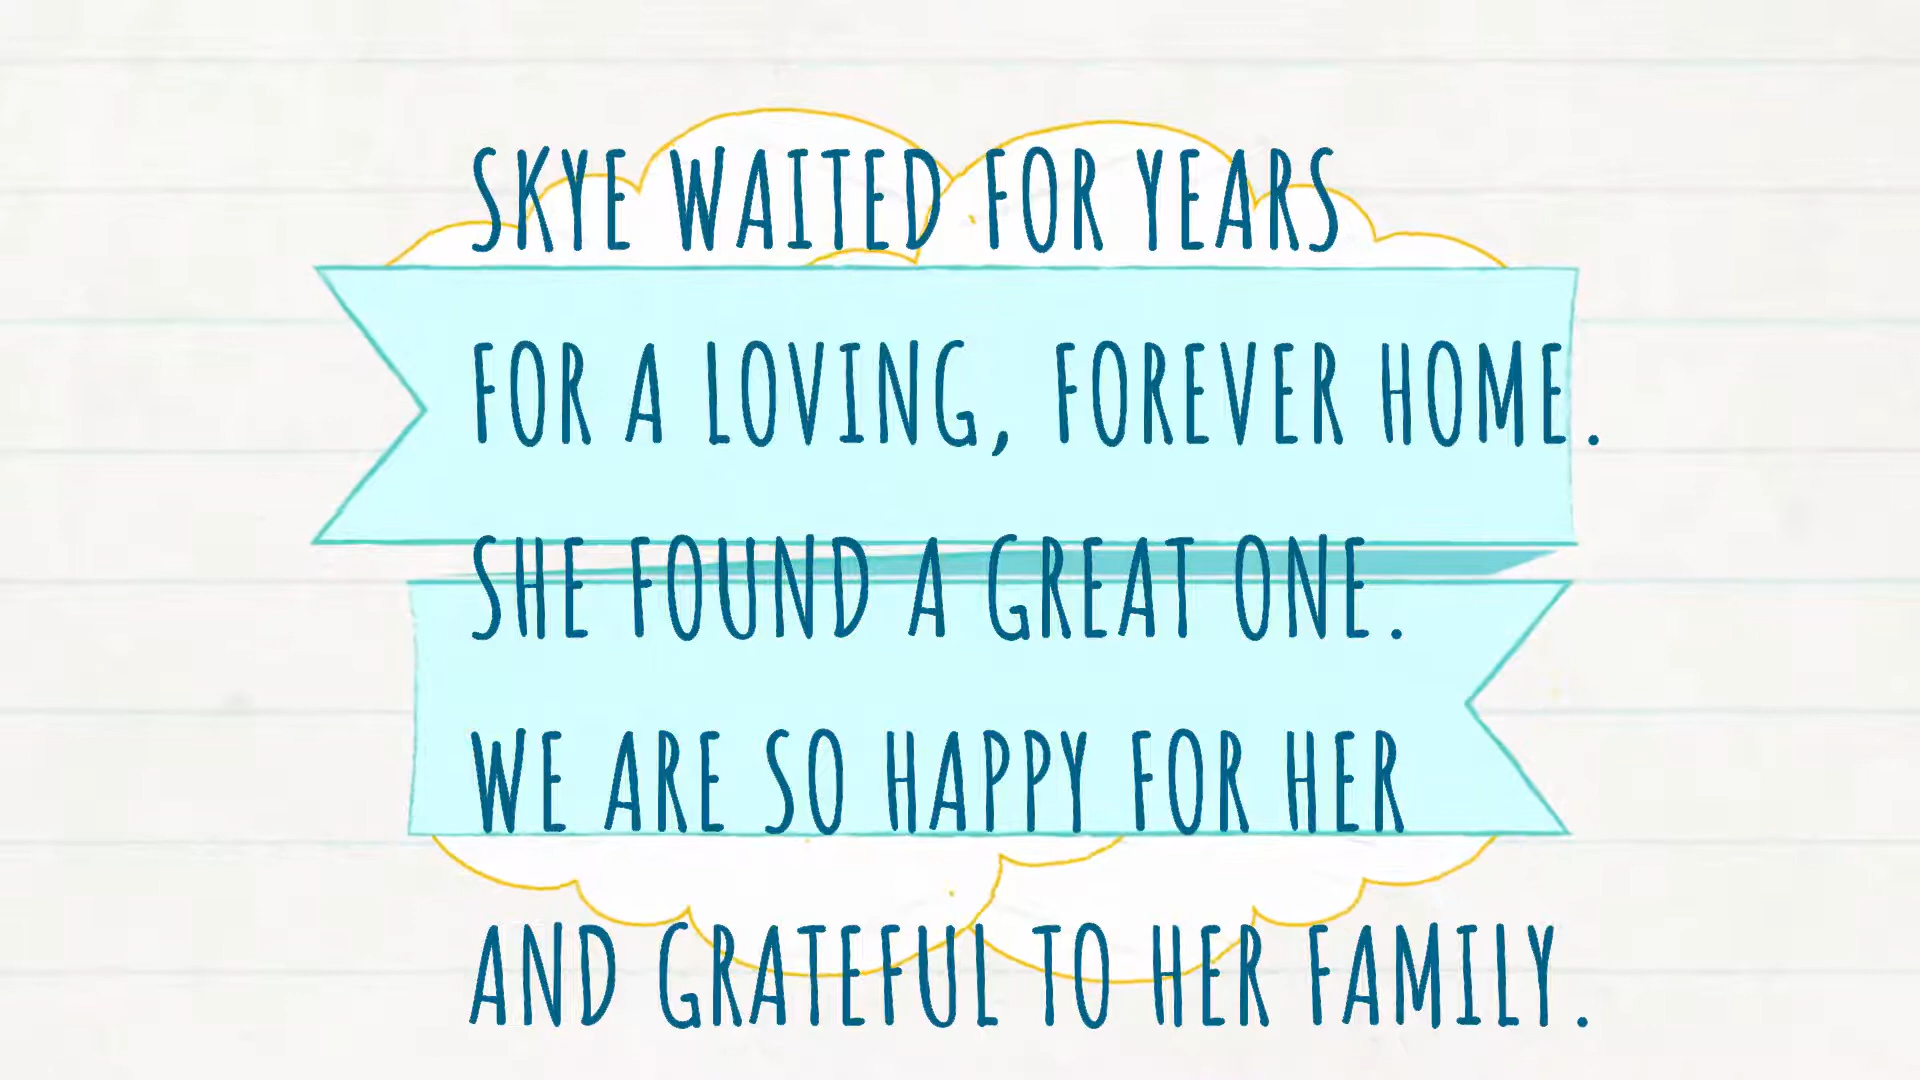 SKYE WAITED FOR YEARS
FOR A LOVING, FOREVER HOME.
SHE FOUND A GREAT ONE.
WE ARE SO HAPPY FOR HER
AND GRATEFUL TO HER FAMILY.